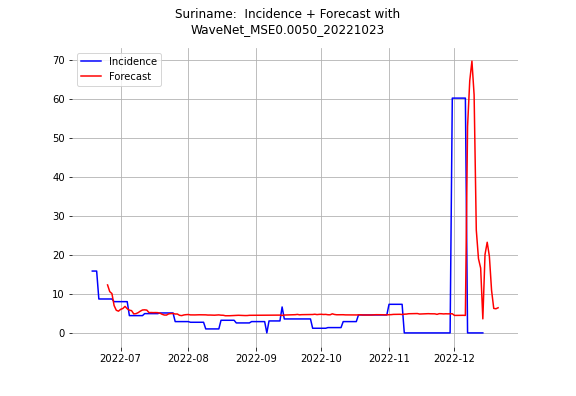 Suriname:  Incidence + Forecast with
WaveNet_MSE0.0050_20221023
Incidence
Forecast
70
60
50
40
30
20
10
0
2022-07 2022-08 2022-09 2022-10 2022-11 2022-12